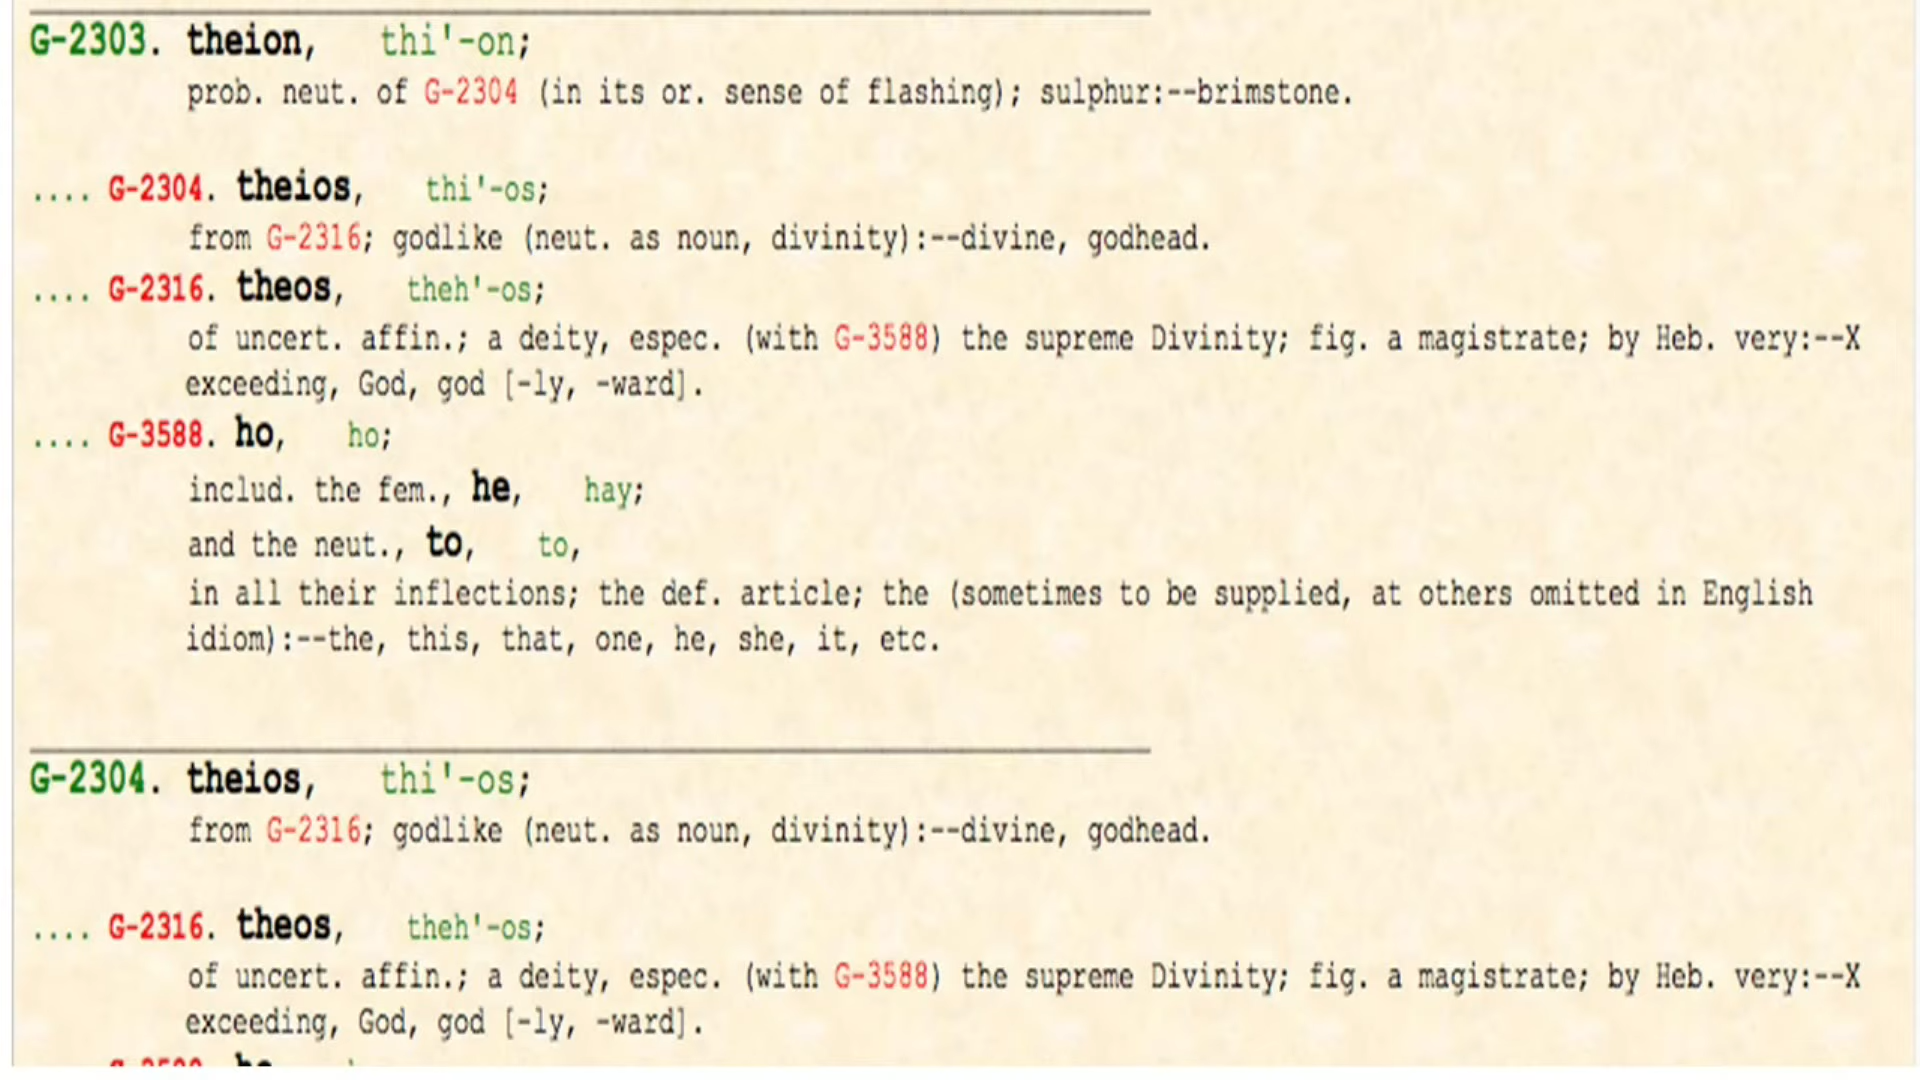 G-2303. theion, thi'-on;
prob. neut. of G-2304 (in its or. sense of flashing); sulphur:--brimstone.
.... G-2304. theios, thi'-os;
from G-2316; godlike (neut. as noun, divinity):--divine, godhead.
.... G-2316. theos, theh'-os;
of uncert. affin.; a deity, espec. (with G-3588) the supreme Divinity; fig. a magistrate; by Heb. very:--X
exceeding, God, god [-ly, -ward].
.... G-3588. ho, ho;
includ. the fem., he, hay;
and the neut., to, to,
in all their inflections; the def. article; the (sometimes to be supplied, at others omitted in English
idiom):--the, this, that, one, he, she, it, etc.
G-2304. theios, thi'-os;
from G-2316; godlike (neut. as noun, divinity):--divine, godhead.
.... G-2316. theos, theh'-os;
of uncert. affin.; a deity, espec. (with G-3588) the supreme Divinity; fig. a magistrate; by Heb. very:--X
exceeding, God, god [-ly, -ward].